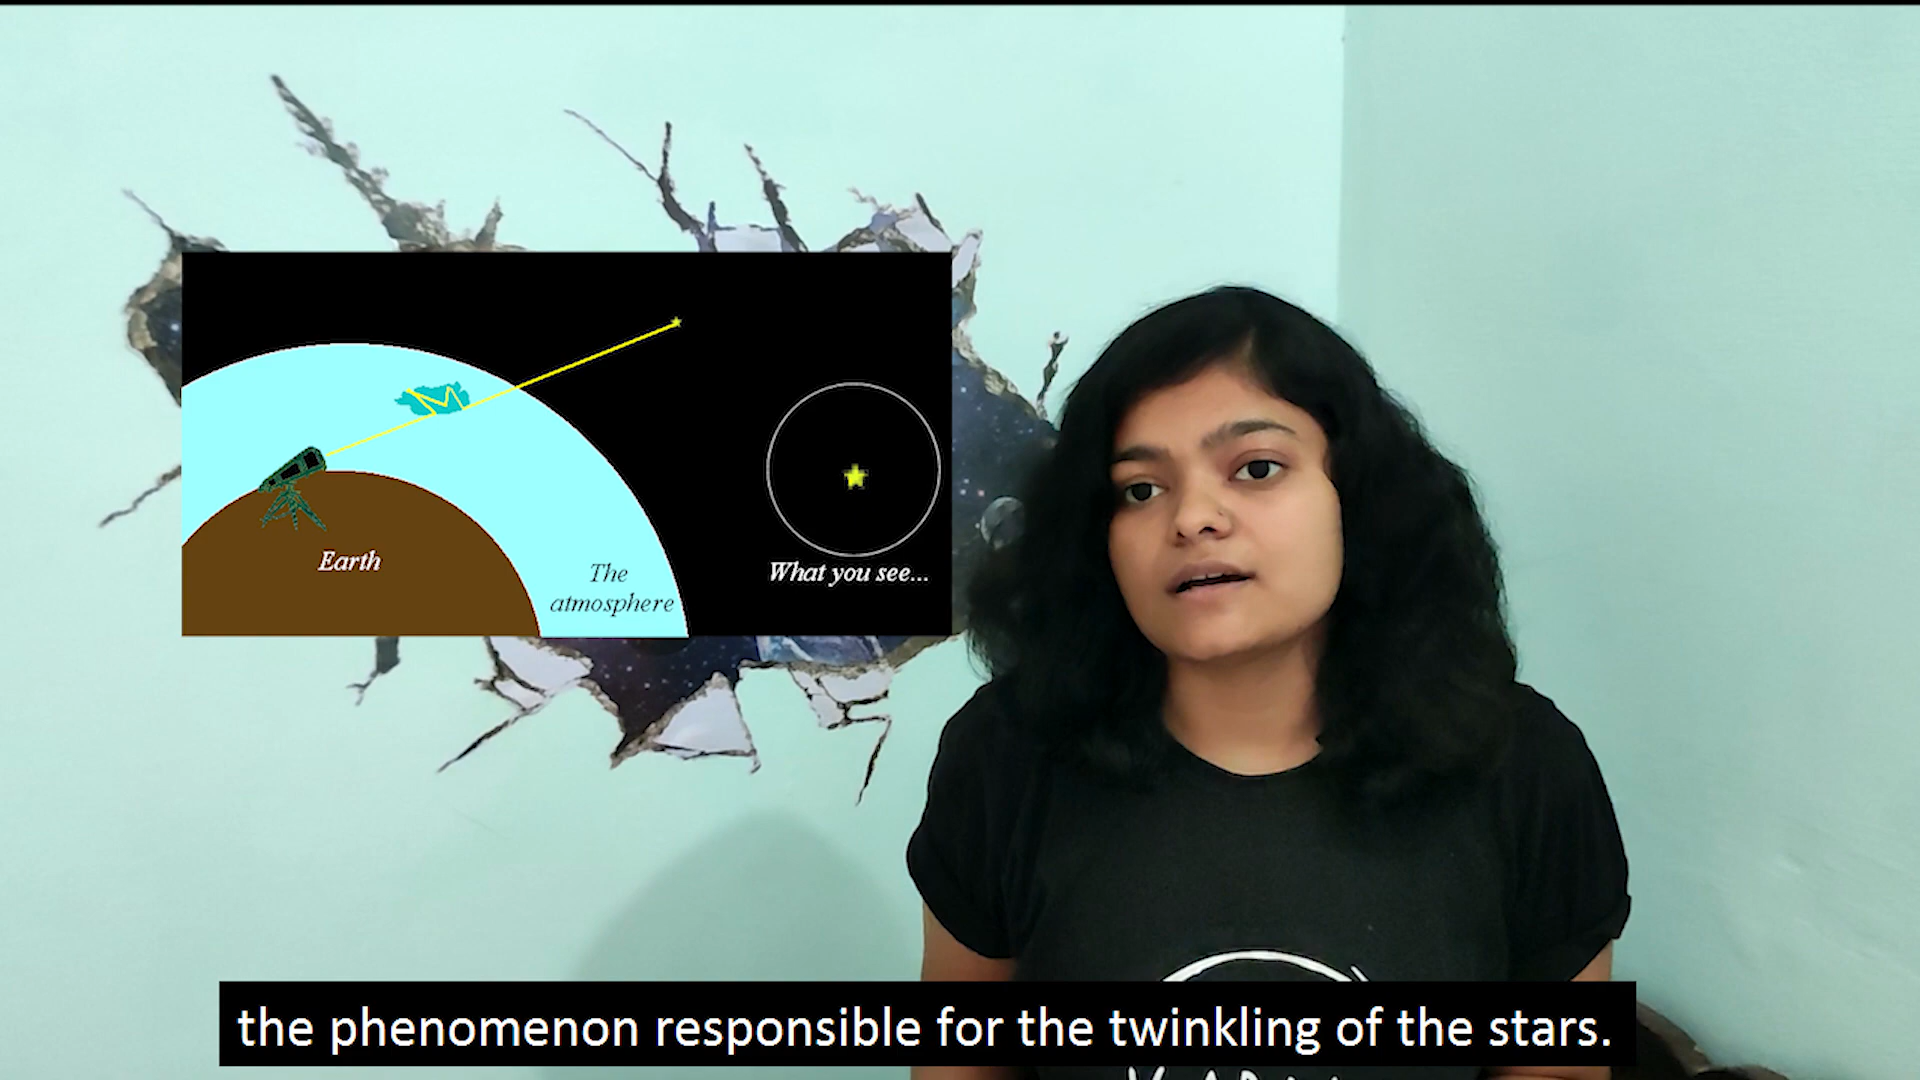 Earth
The
atmosphere
What you see...
the phenomenon responsible for the twinkling of the stars.